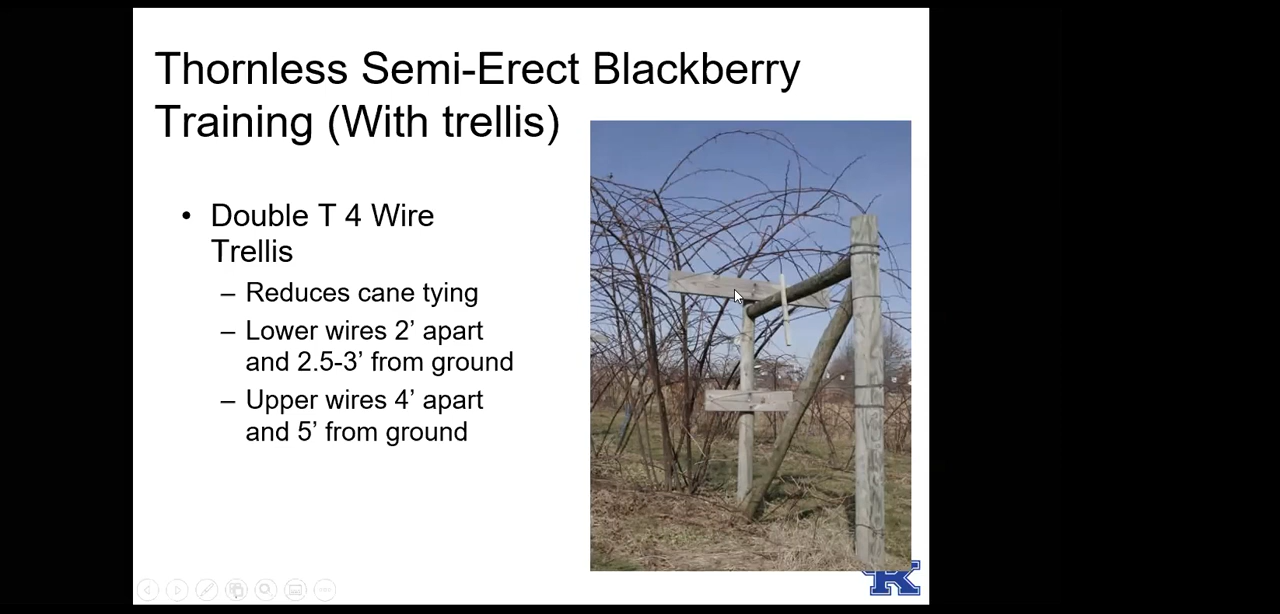 Thornless Semi-Erect Blackberry
Training (With trellis)
• Double T 4 Wire
Trellis
– Reduces cane tying
– Lower wires 2’ apart
and 2.5-3’ from ground
– Upper wires 4’ apart
and 5’ from ground